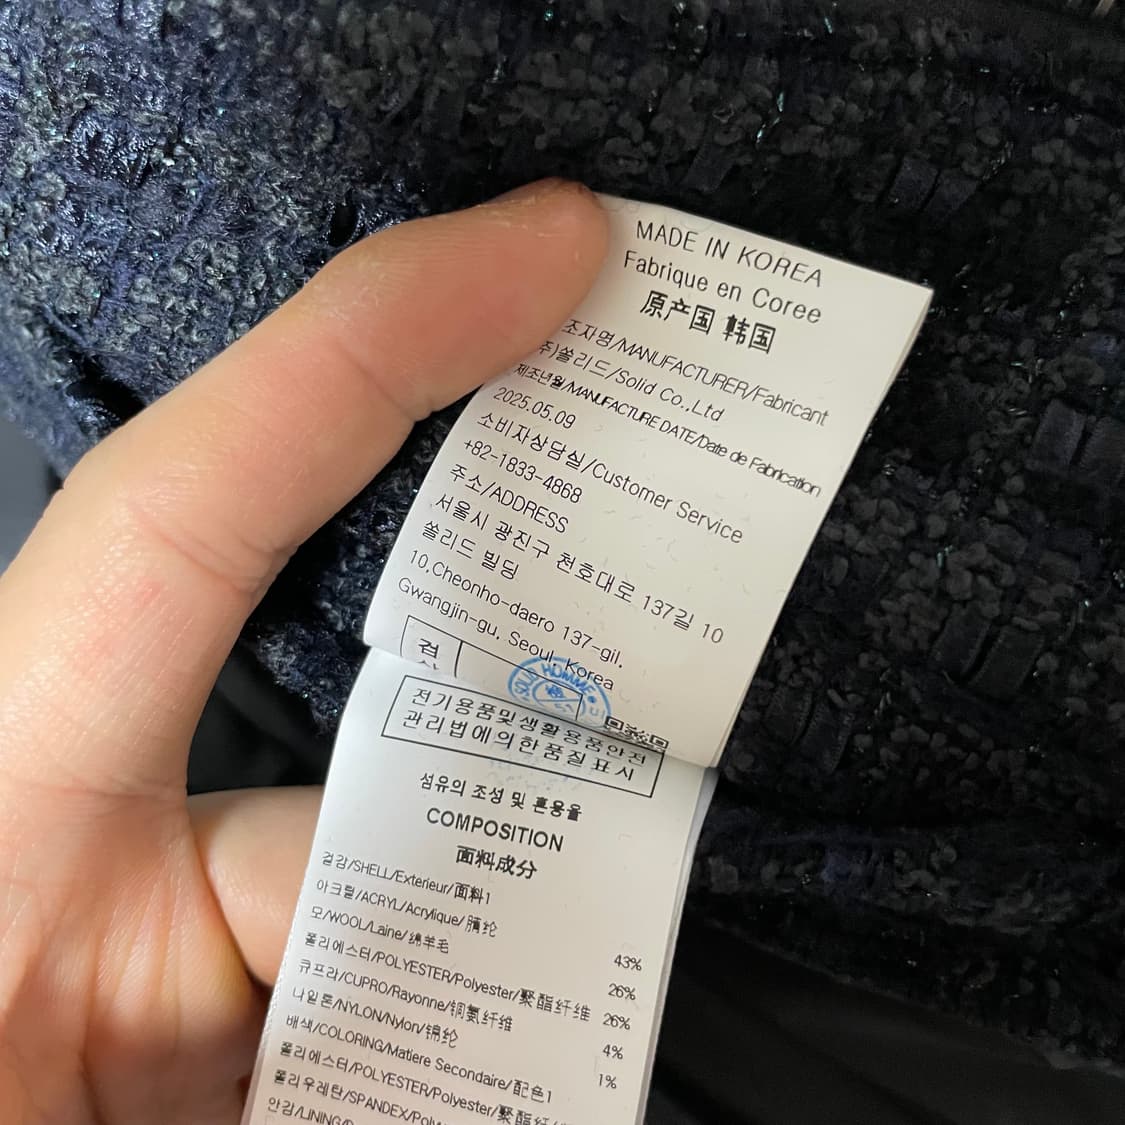 MADE IN KOREA
Fabrique en Coree
原产国 韩国
조자명/MANUFACTURER/Fabricant
주)쏠리드/Solid Co.,Ltd
제조년월/MANUFACTURE DATE/Date de Fabrication
2025.05.09
소비자상담실/Customer Service
+82-1833-4868
주소/ADDRESS
서울시 광진구 천호대로 137길 10
쏠리드 빌딩
10,Cheonho-daero 137-gil,
Gwangjin-gu, Seoul, Korea
SOLID HOMME
전기용품및생활용품안전
관리법에의한품질표시
섬유의 조성 및 혼용율
COMPOSITION
面料成分
겉감/SHELL/Exterieur/面料1
아크릴/ACRYL/Acrylique/腈纶 43%
모/WOOL/Laine/绵羊毛 26%
폴리에스터/POLYESTER/Polyester/聚酯纤维 26%
큐프라/CUPRO/Rayonne/铜氨纤维 4%
나일론/NYLON/Nylon/锦纶 1%
배색/COLORING/Matiere Secondaire/配色1
폴리에스터/POLYESTER/Polyester/聚酯纤
폴리우레탄/SPANDEX/
안감/LINING/